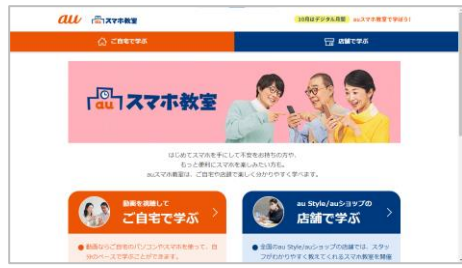 au auスマホ教室
10月はデジタル月間 auスマホ教室で学ぼう！
ご自宅で学ぶ
店舗で学ぶ
auスマホ教室
はじめてスマホを手にして不安をお持ちの方や、
もっと便利にスマホを楽しみたい方も。
auスマホ教室は、ご自宅や店舗で楽しく分かりやすく学べます。
動画を視聴して
ご自宅で学ぶ
au Style/auショップの
店舗で学ぶ
●動画ならご自宅のパソコンやスマホを使って、自
分のペースで学ぶことができます。
●全国のau Style/auショップの店舗では、スタッ
フがわかりやすく教えてくれるスマホ教室を開催